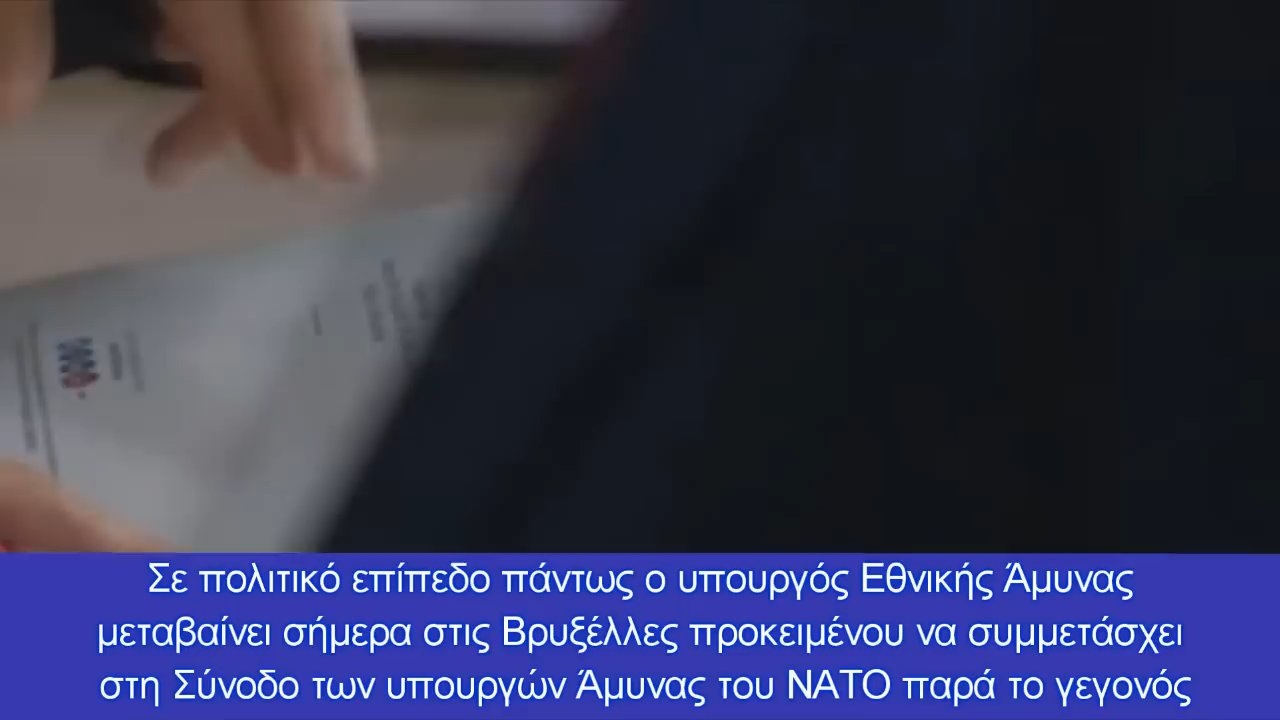 Σε πολιτικό επίπεδο πάντως ο υπουργός Εθνικής Άμυνας
μεταβαίνει σήμερα στις Βρυξέλλες προκειμένου να συμμετάσχει
στη Σύνοδο των υπουργών Άμυνας του ΝΑΤΟ παρά το γεγονός